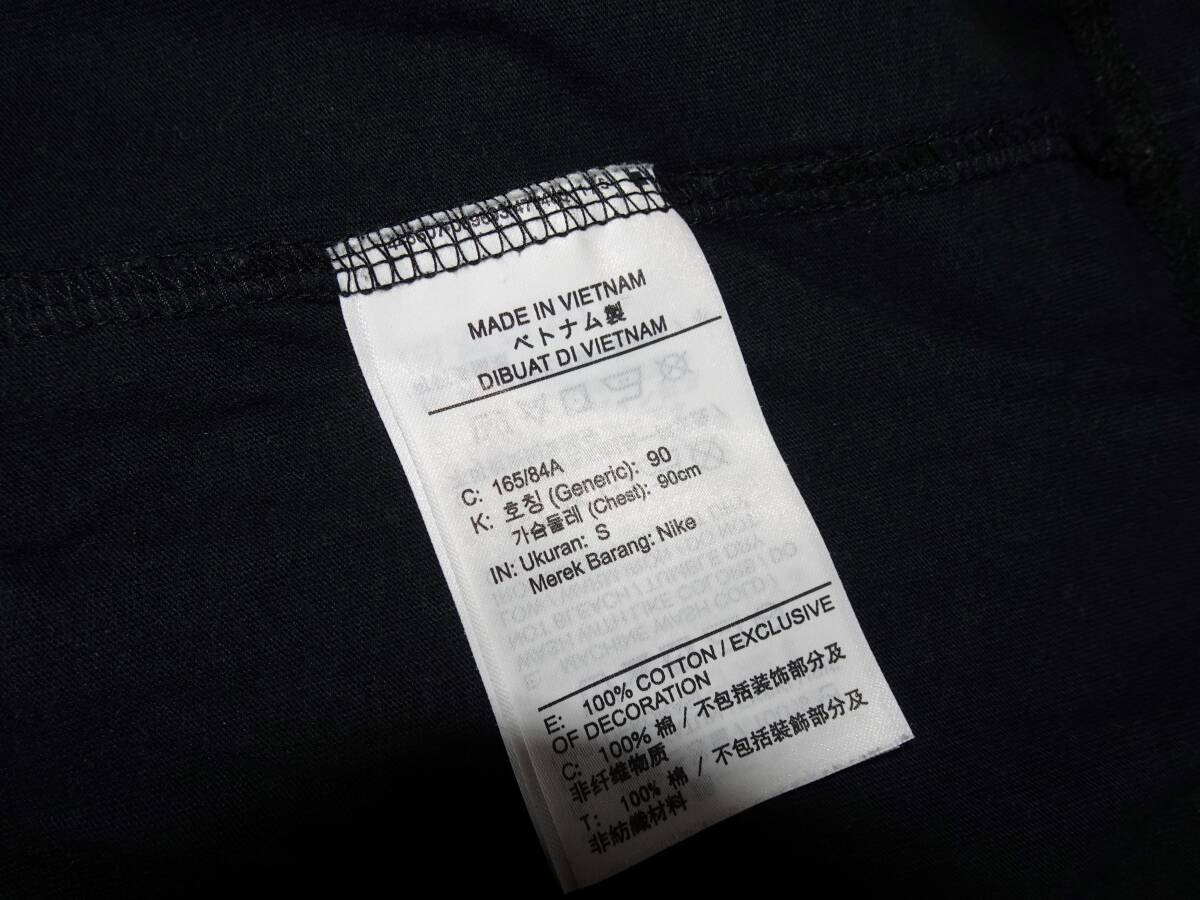 MADE IN VIETNAM
ベトナム製
DIBUAT DI VIETNAM
C: 165/84A
K: 호칭 (Generic): 90
가슴둘레 (Chest): 90cm
IN: Ukuran: S
Merek Barang: Nike
E: 100% COTTON / EXCLUSIVE
OF DECORATION
C: 100% 棉 / 不包括装饰部分及
非纤维物质
T: 100% 棉 / 不包括裝飾部分及
非紡織材料